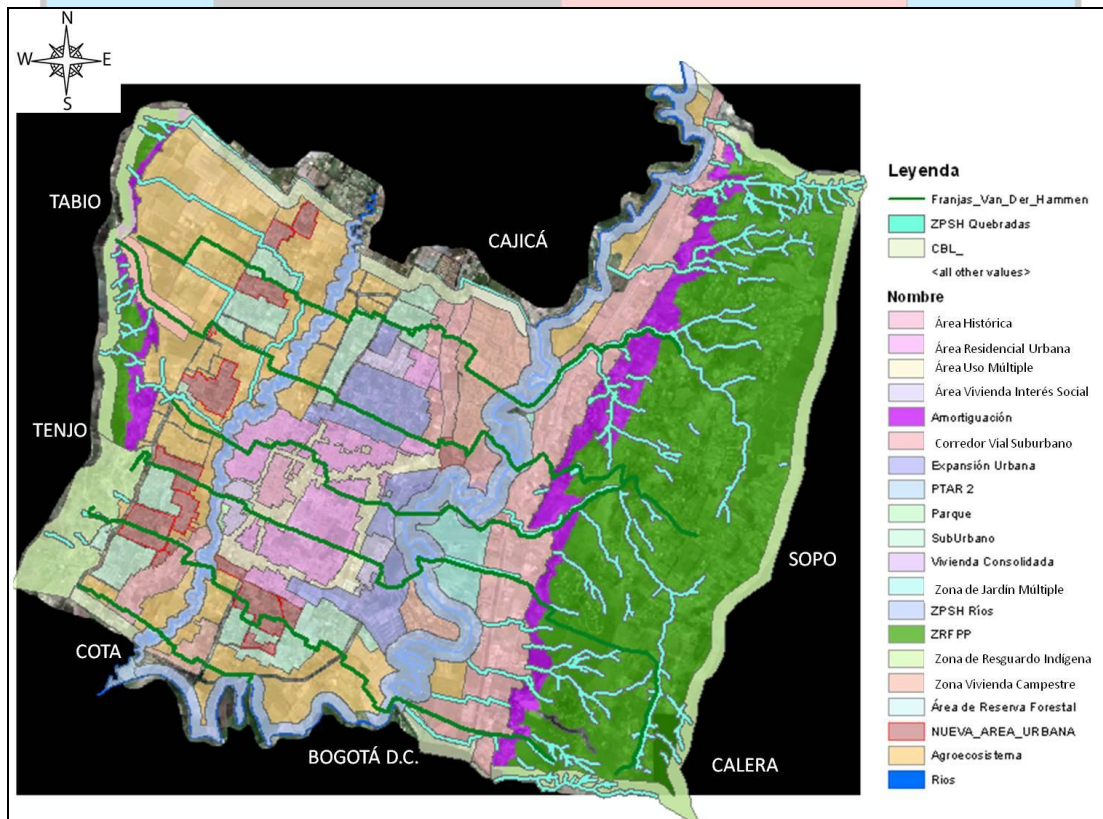 N
W E
S
TABIO
CAJICÁ
TENJO
SOPO
COTA
BOGOTÁ D.C.
CALERA
Leyenda
Franjas_Van_Der_Hammen
ZPSH Quebradas
CBL_
<all other values>
Nombre
Área Histórica
Área Residencial Urbana
Área Uso Múltiple
Área Vivienda Interés Social
Amortiguación
Corredor Vial Suburbano
Expansión Urbana
PTAR 2
Parque
SubUrbano
Vivienda Consolidada
Zona de Jardín Múltiple
ZPSH Ríos
ZRFPP
Zona de Resguardo Indígena
Zona Vivienda Campestre
Área de Reserva Forestal
NUEVA_AREA_URBANA
Agroecosistema
Rios